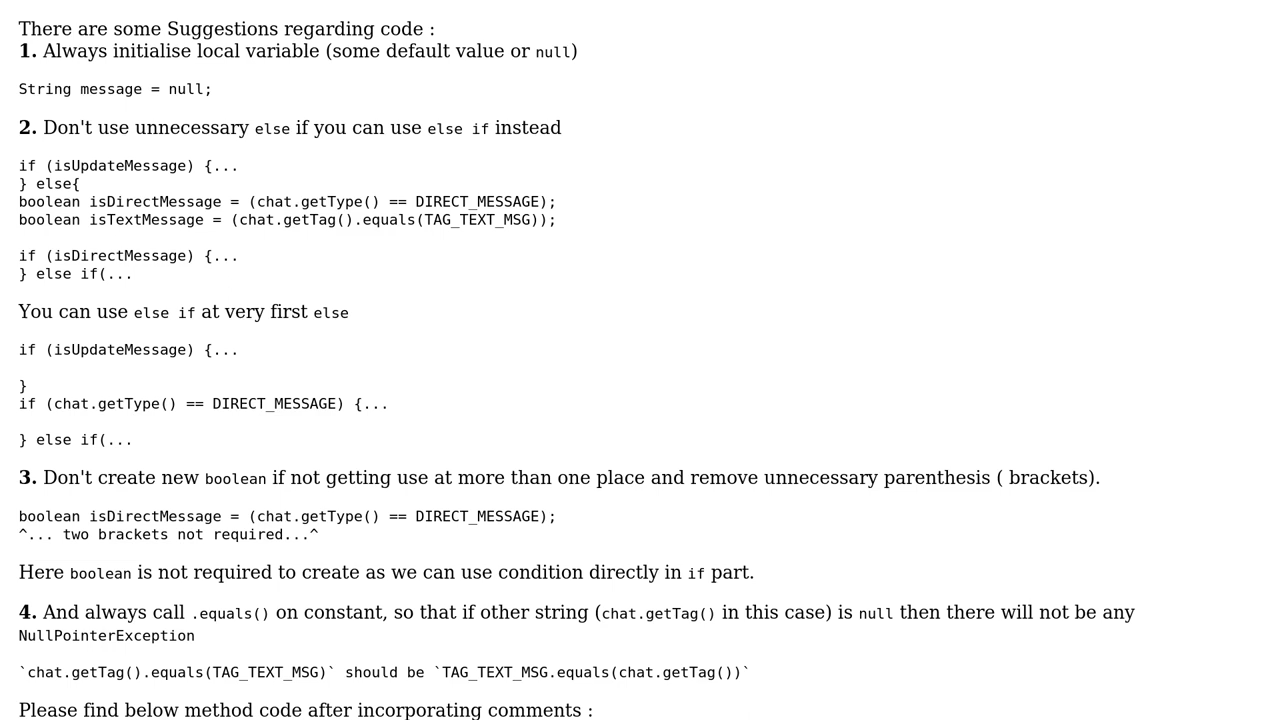 There are some Suggestions regarding code :
1. Always initialise local variable (some default value or null)
String message = null;
2. Don't use unnecessary else if you can use else if instead
if (isUpdateMessage) {...
} else{
boolean isDirectMessage = (chat.getType() == DIRECT_MESSAGE);
boolean isTextMessage = (chat.getTag().equals(TAG_TEXT_MSG));
if (isDirectMessage) {...
} else if(...
You can use else if at very first else
if (isUpdateMessage) {...
}
if (chat.getType() == DIRECT_MESSAGE) {...
} else if(...
3. Don't create new boolean if not getting use at more than one place and remove unnecessary parenthesis ( brackets).
boolean isDirectMessage = (chat.getType() == DIRECT_MESSAGE);
^... two brackets not required...^
Here boolean is not required to create as we can use condition directly in if part.
4. And always call .equals() on constant, so that if other string (chat.getTag() in this case) is null then there will not be any
NullPointerException
`chat.getTag().equals(TAG_TEXT_MSG)` should be `TAG_TEXT_MSG.equals(chat.getTag())`
Please find below method code after incorporating comments :